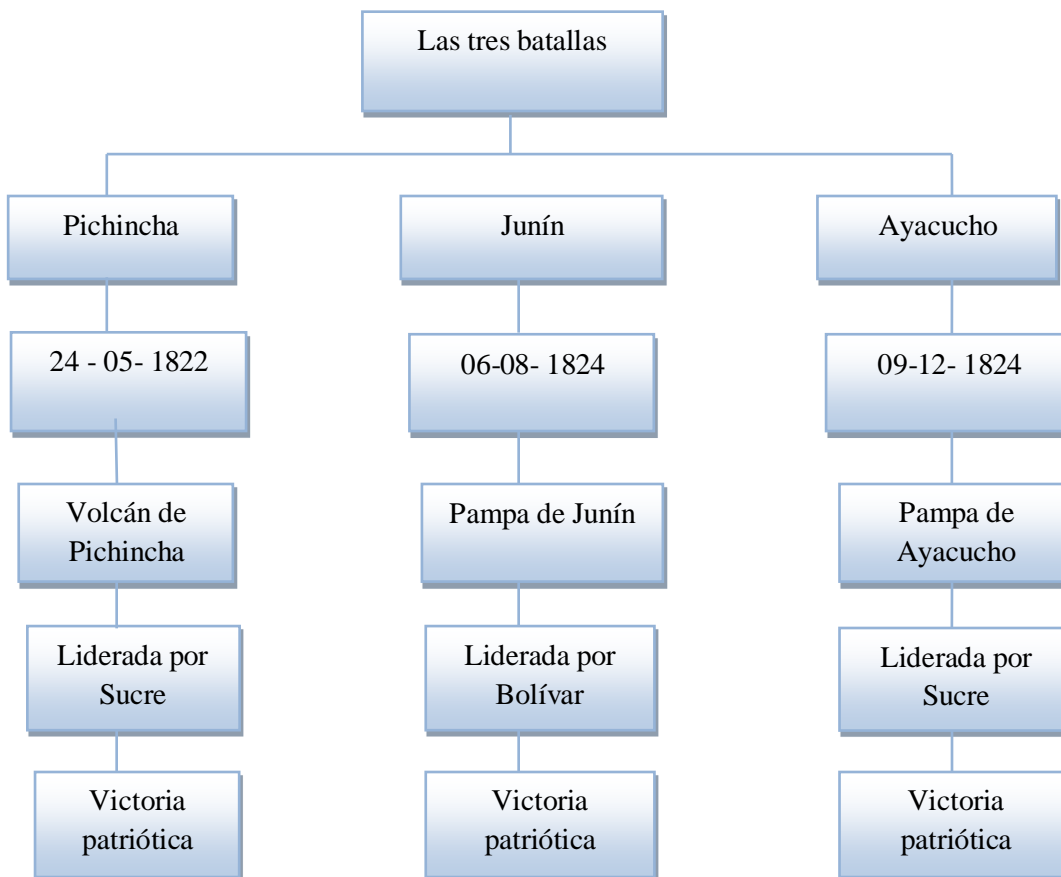 Las tres batallas
Pichincha
Junín
Ayacucho
24 - 05- 1822
06-08- 1824
09-12- 1824
Volcán de
Pichincha
Pampa de Junín
Pampa de
Ayacucho
Liderada por
Sucre
Liderada por
Bolívar
Liderada por
Sucre
Victoria
patriótica
Victoria
patriótica
Victoria
patriótica